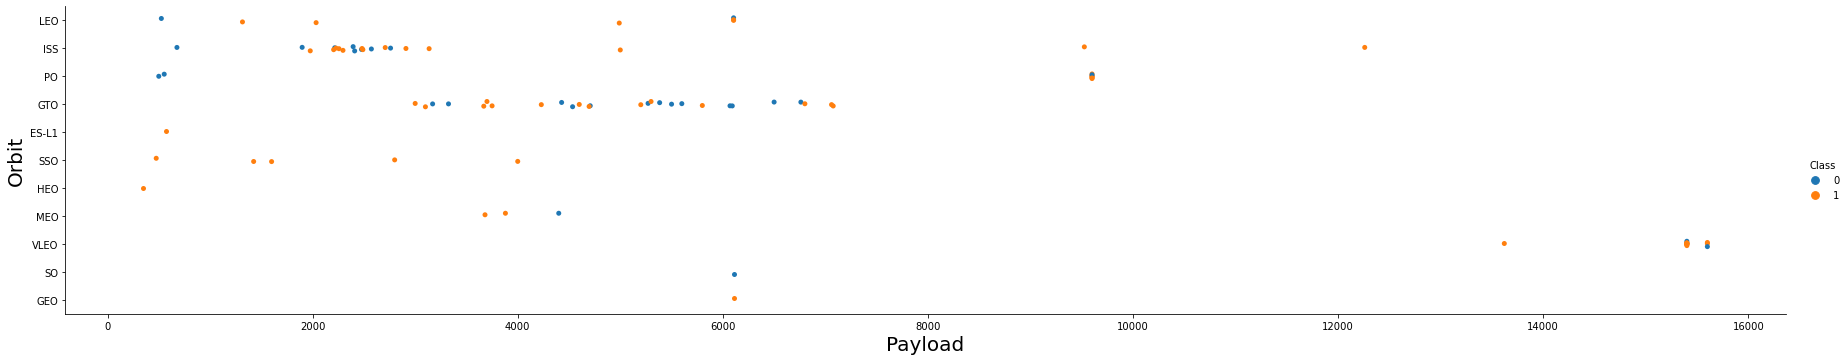 LEO
ISS
PO
GTO
ES-L1
SSO
HEO
MEO
VLEO
SO
GEO
Orbit
0 2000 4000 6000 8000 10000 12000 14000 16000
Payload
Class
0
1